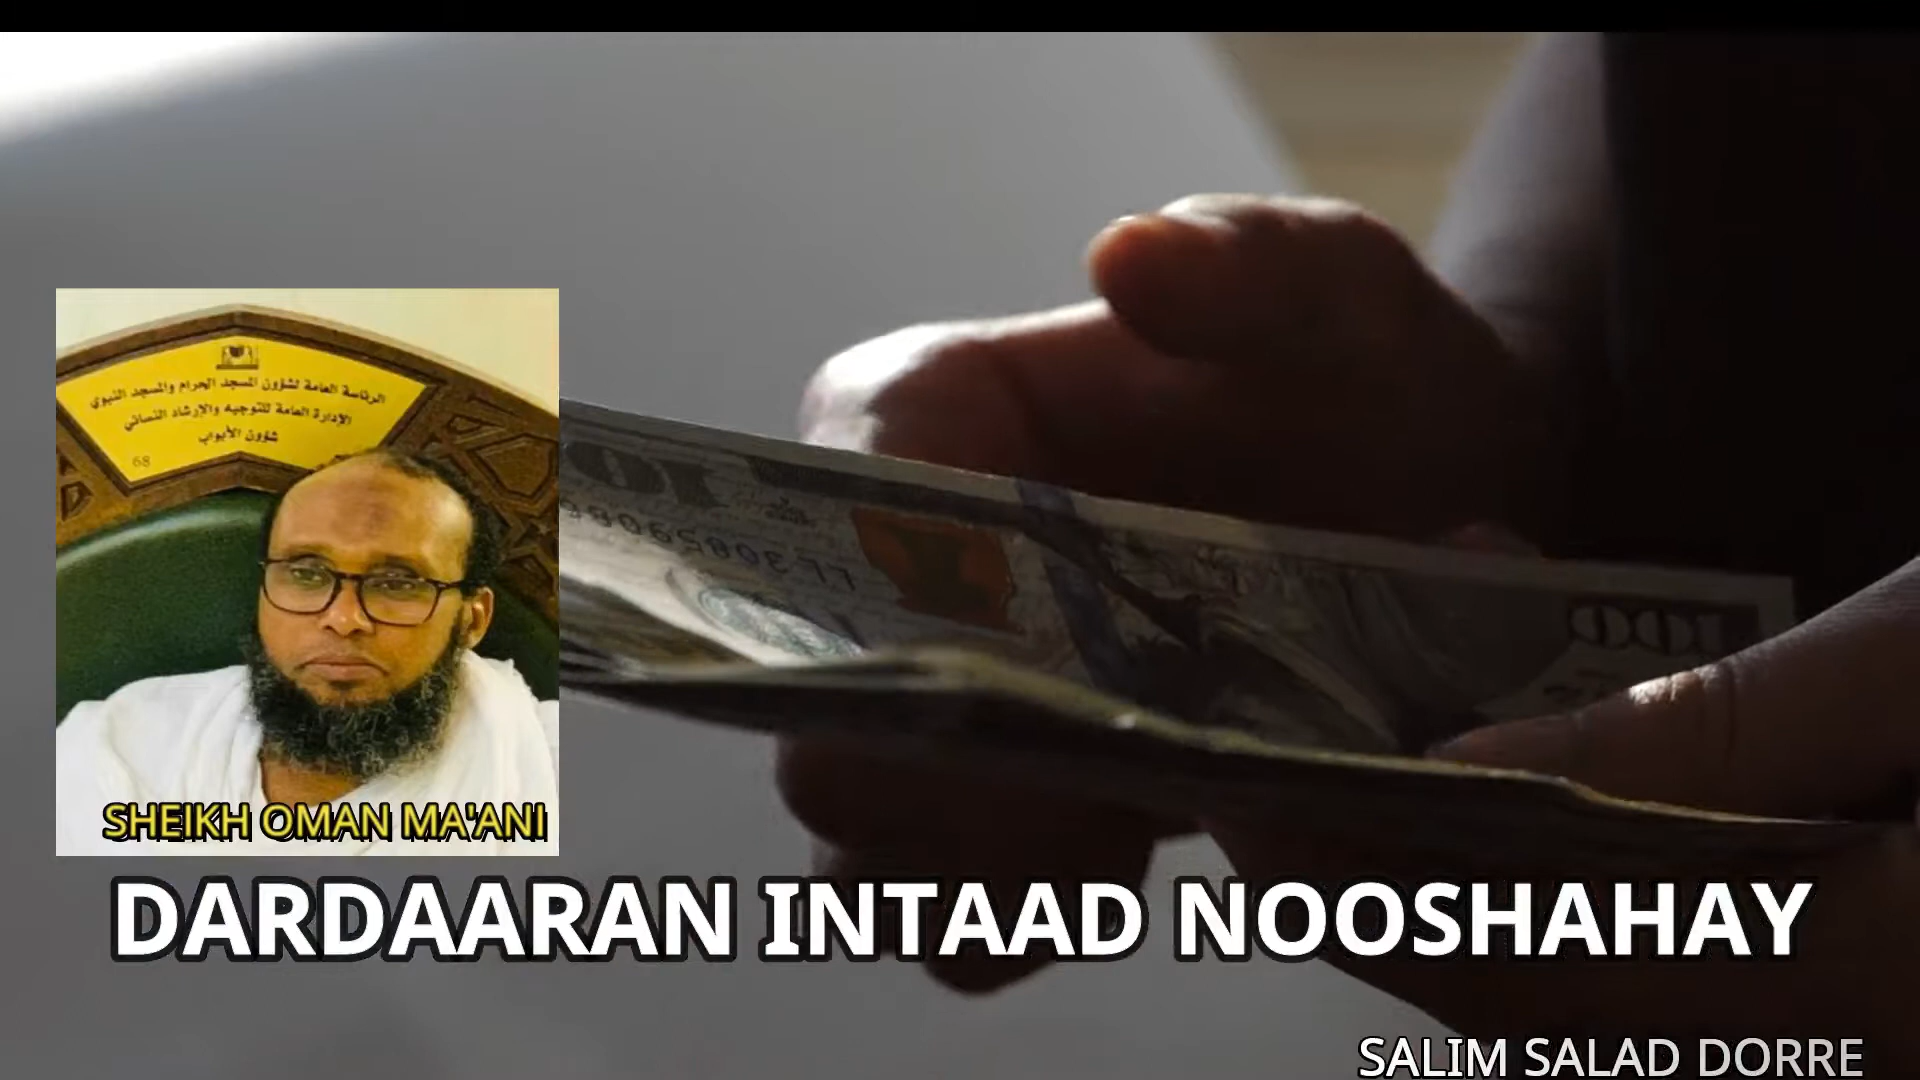 الرئاسة العامة لشؤون المسجد الحرام والمسجد النبوي
الإدارة العامة للتوجيه والإرشاد النسائي
شؤون الأبواب
68
SHEIKH OMAN MA'ANI
100
DARDAARAN INTAAD NOOSHAHAY
SALIM SALAD DORRE